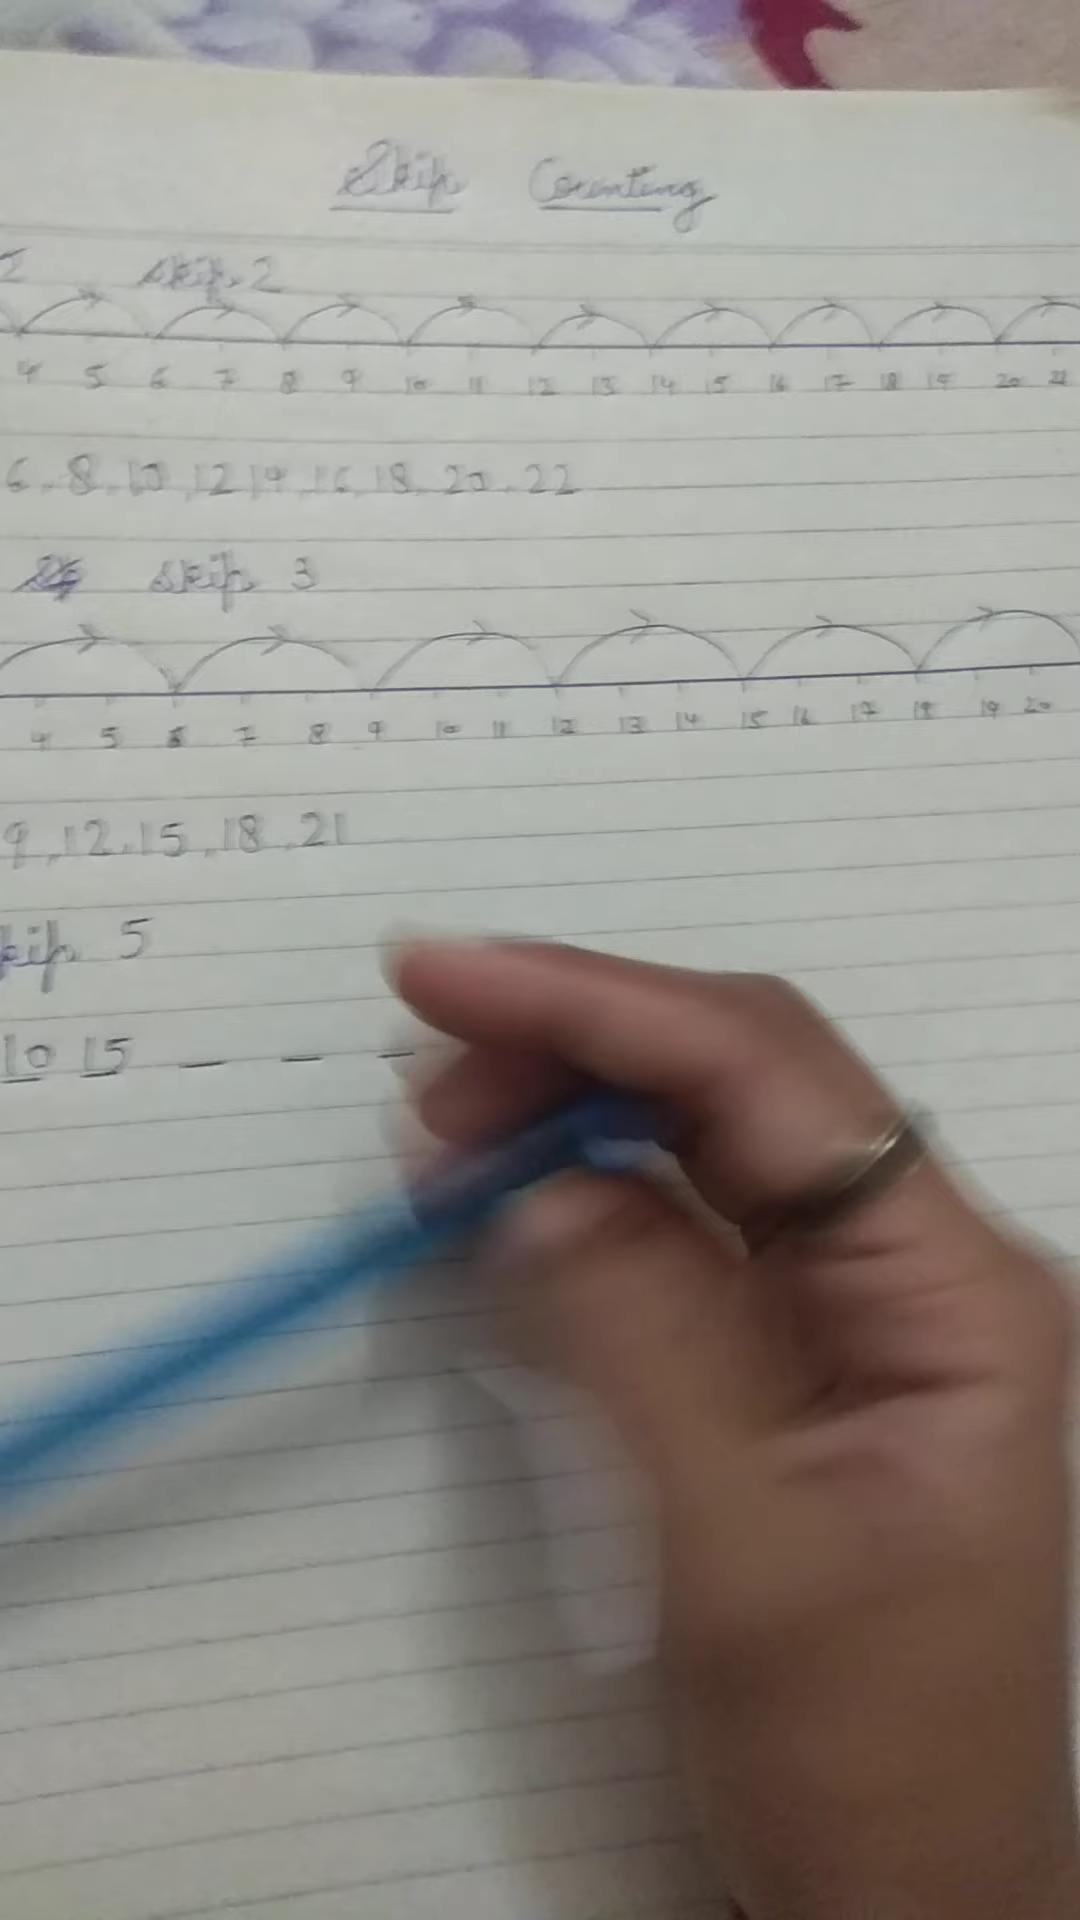 Skip Counting
2 Skip 2
4 5 6 7 8 9 10 11 12 13 14 15 16 17 18 19 20 21
6, 8, 10, 12 14, 16, 18, 20, 22
Skip 3
4 5 6 7 8 9 10 11 12 13 14 15 16 17 18 19 20
9, 12, 15, 18, 21
kip 5
10 15 _ _ _